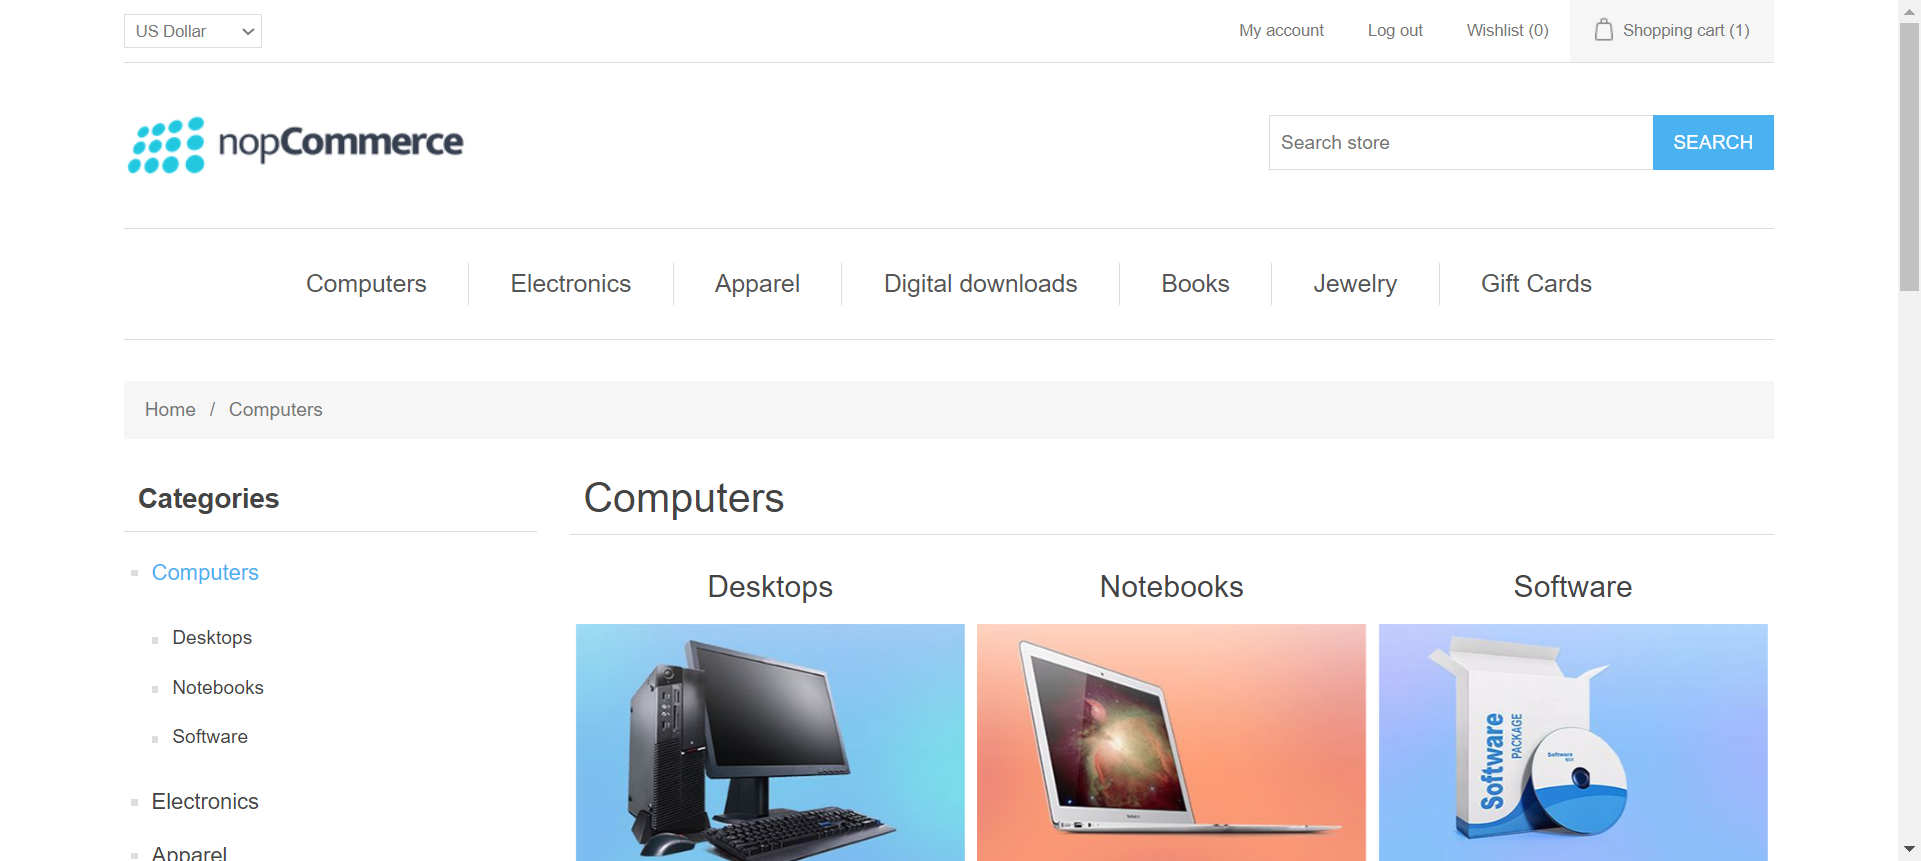 US Dollar
My account
Log out
Wishlist (0)
Shopping cart (1)
nopCommerce
Search store
SEARCH
Computers
Electronics
Apparel
Digital downloads
Books
Jewelry
Gift Cards
Home / Computers
Categories
Computers
Desktops
Notebooks
Software
Electronics
Apparel
Computers
Desktops
Notebooks
Software
Software
PACKAGE
Software